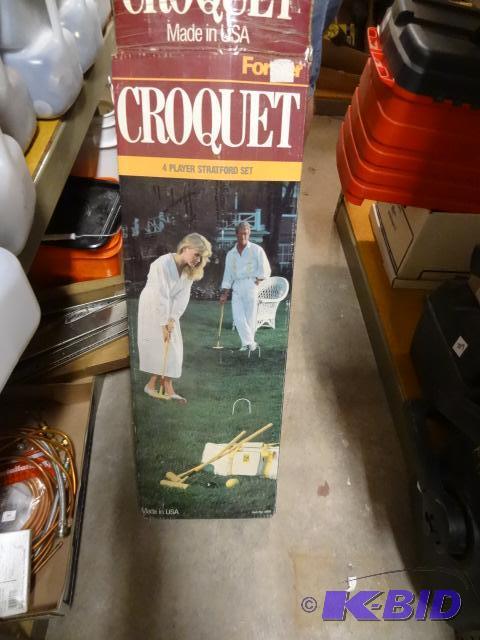 CROQUET
Made in USA
CROQUET
4 PLAYER STRATFORD SET
Made in USA
© K-BID